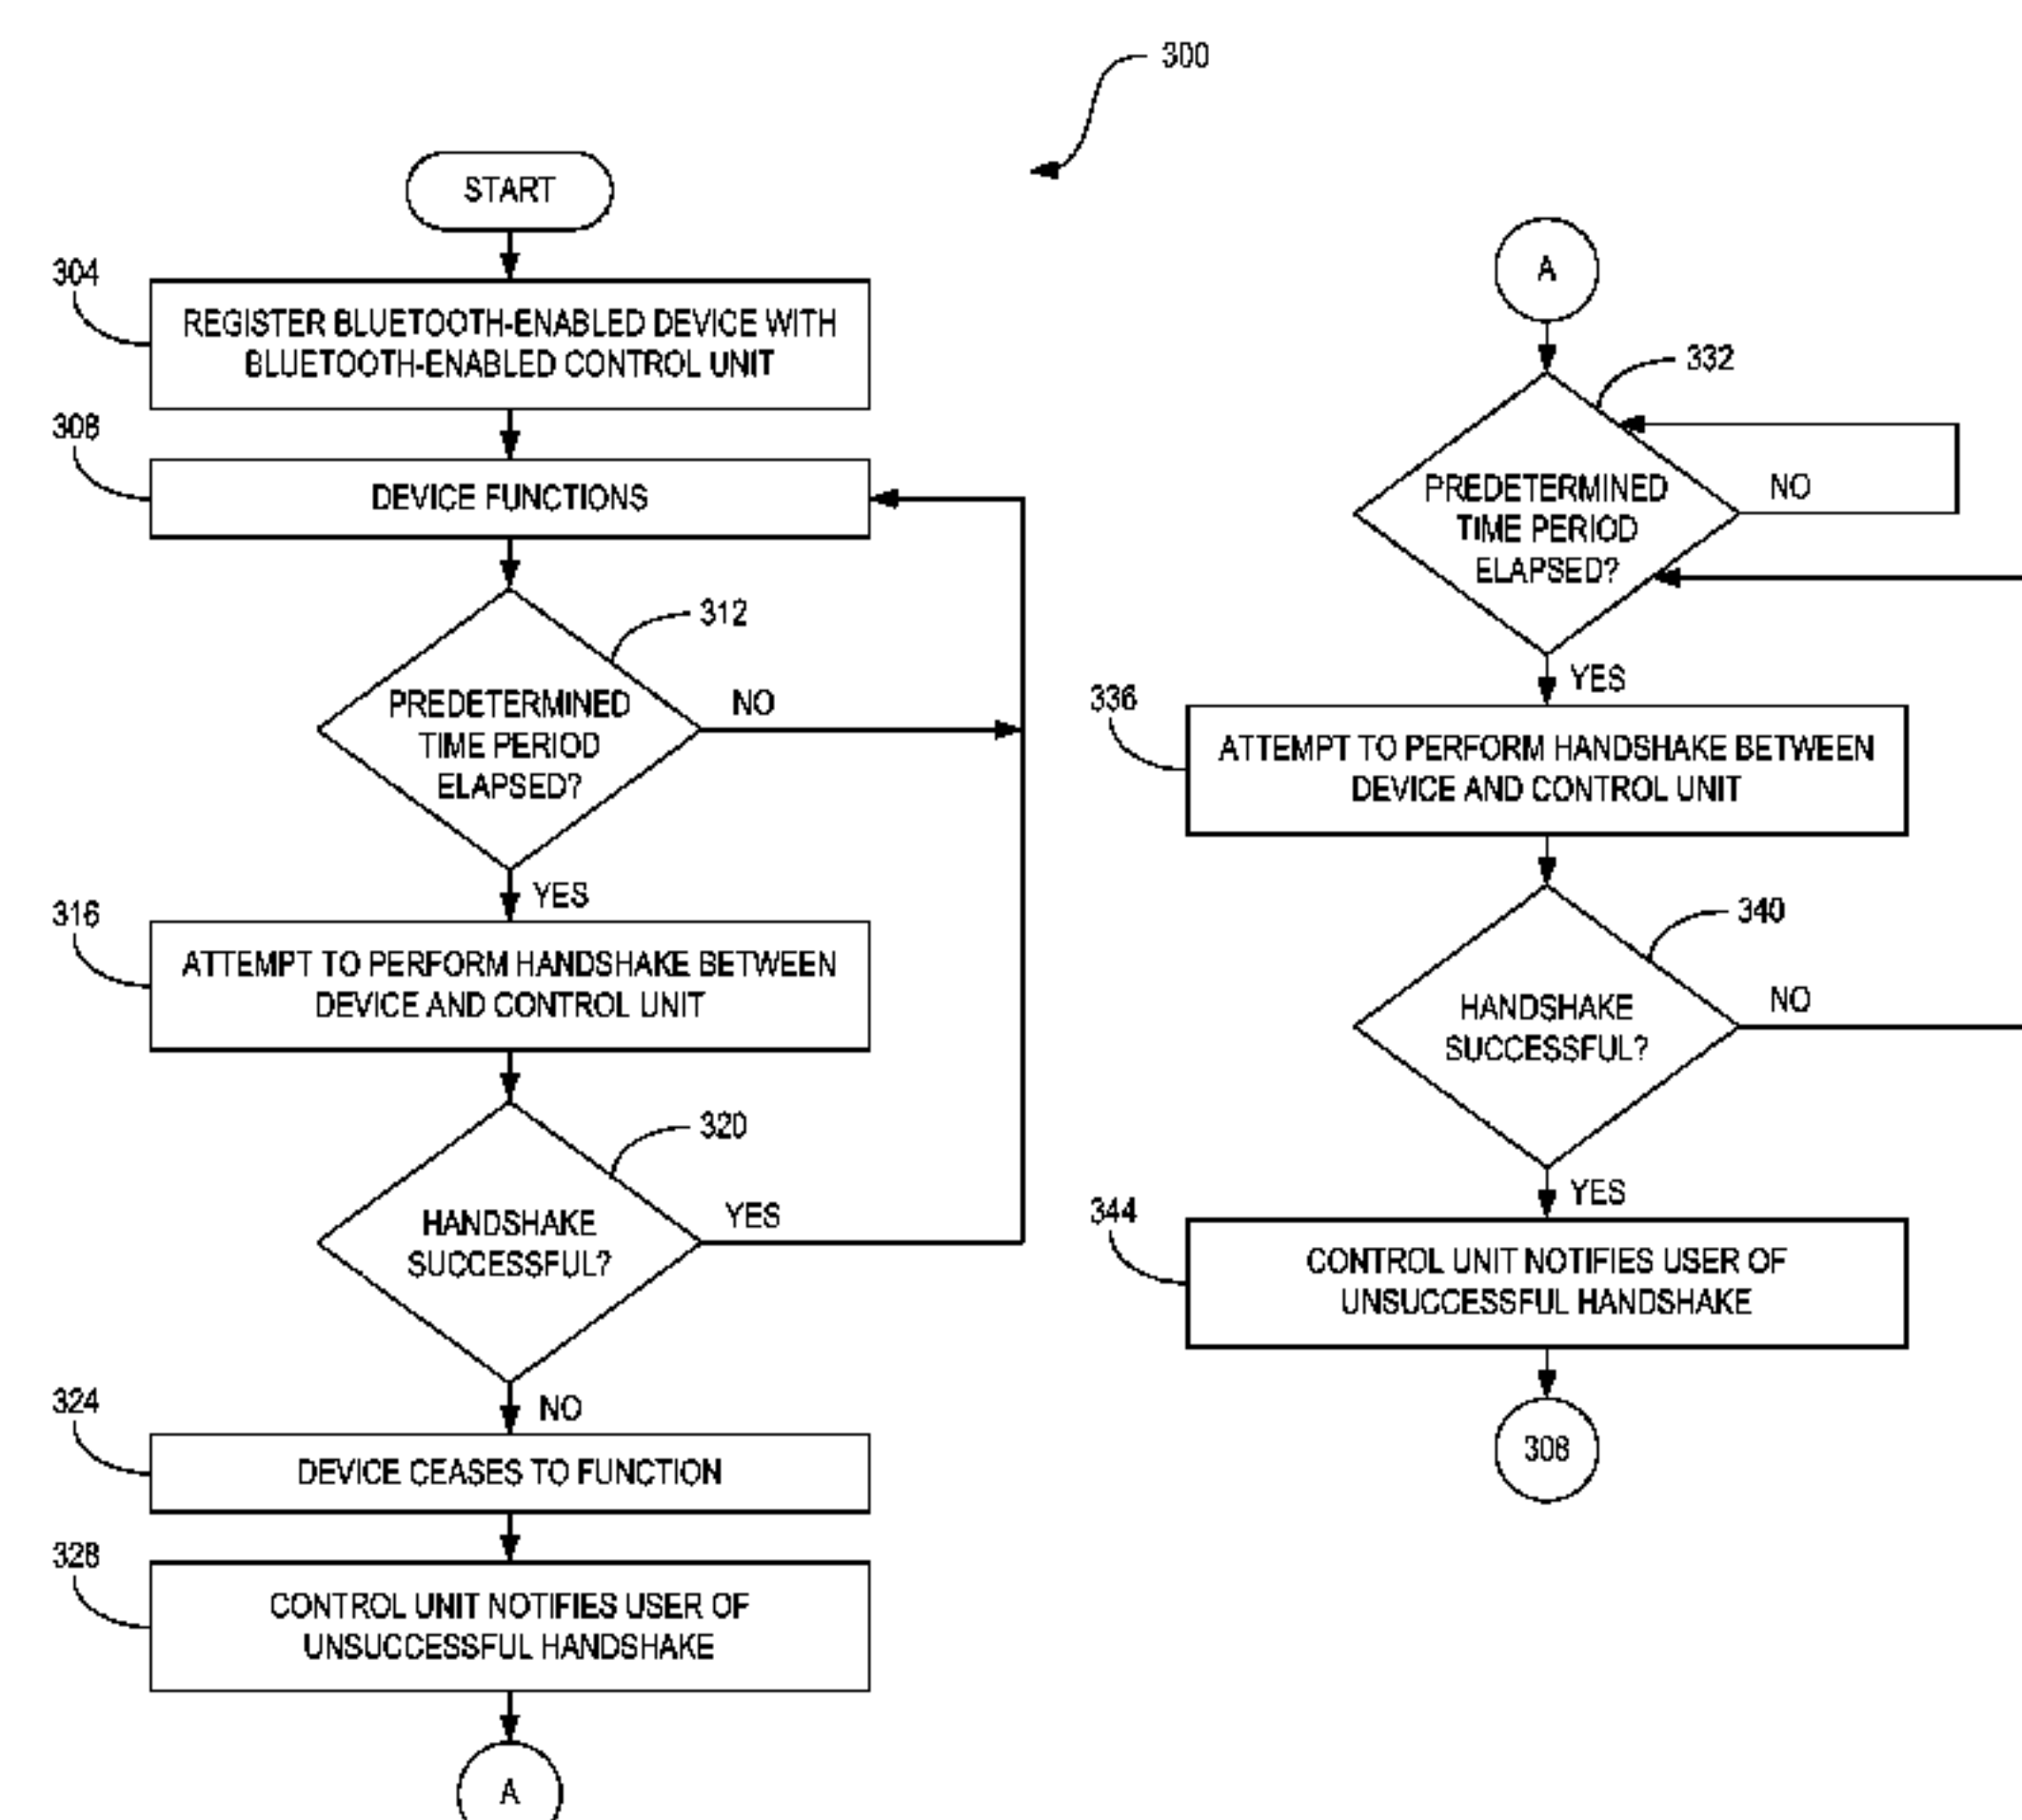 300
START
304
REGISTER BLUETOOTH-ENABLED DEVICE WITH
BLUETOOTH-ENABLED CONTROL UNIT
308
DEVICE FUNCTIONS
312
PREDETERMINED
TIME PERIOD
ELAPSED?
NO
YES
316
ATTEMPT TO PERFORM HANDSHAKE BETWEEN
DEVICE AND CONTROL UNIT
320
HANDSHAKE
SUCCESSFUL?
YES
NO
324
DEVICE CEASES TO FUNCTION
328
CONTROL UNIT NOTIFIES USER OF
UNSUCCESSFUL HANDSHAKE
A
A
332
PREDETERMINED
TIME PERIOD
ELAPSED?
NO
YES
336
ATTEMPT TO PERFORM HANDSHAKE BETWEEN
DEVICE AND CONTROL UNIT
340
HANDSHAKE
SUCCESSFUL?
NO
YES
344
CONTROL UNIT NOTIFIES USER OF
UNSUCCESSFUL HANDSHAKE
308